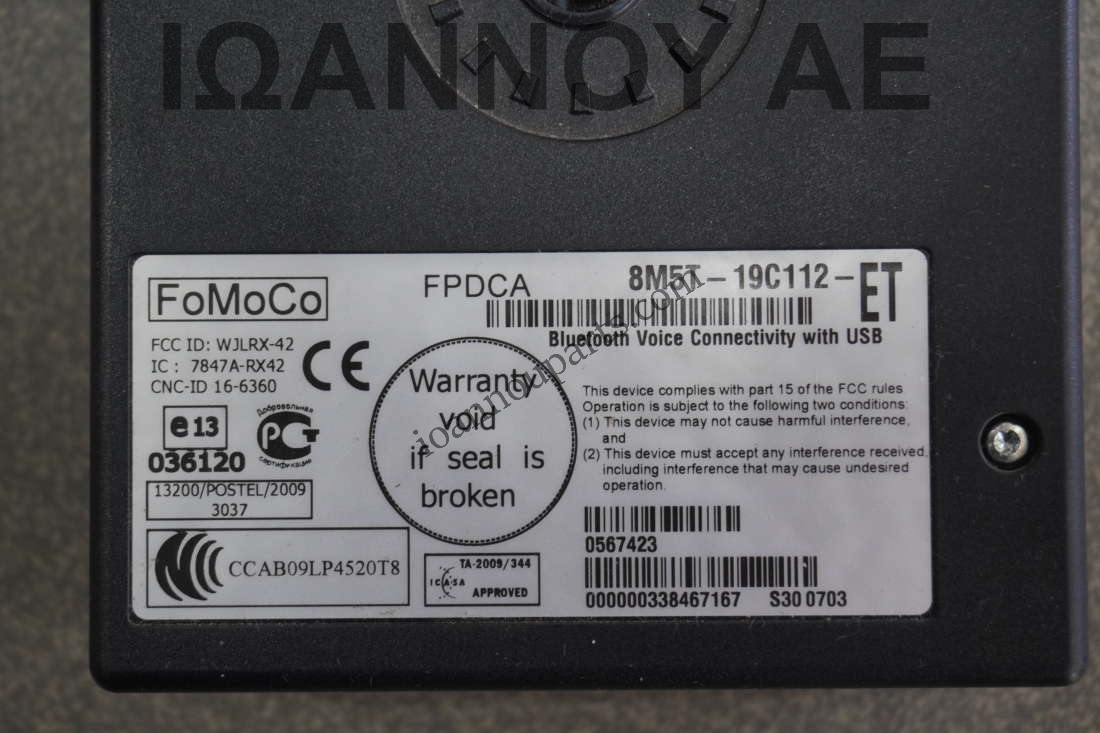 ΙΩΑΝΝΟΥ ΑΕ
FoMoCo
FPDCA
8M5T-19C112-ET
Bluetooth Voice Connectivity with USB
FCC ID: WJLRX-42
IC : 7847A-RX42
CNC-ID 16-6360
CE
e13
036120
Добровольная
РСТ
сертификация
13200/POSTEL/2009
3037
CCAB09LP4520T8
Warranty
void
if seal is
broken
ioannouparts.com
TA-2009/344
ICASA
APPROVED
This device complies with part 15 of the FCC rules
Operation is subject to the following two conditions:
(1) This device may not cause harmful interference,
and
(2) This device must accept any interference received,
including interference that may cause undesired
operation.
0567423
000000338467167 S30 0703